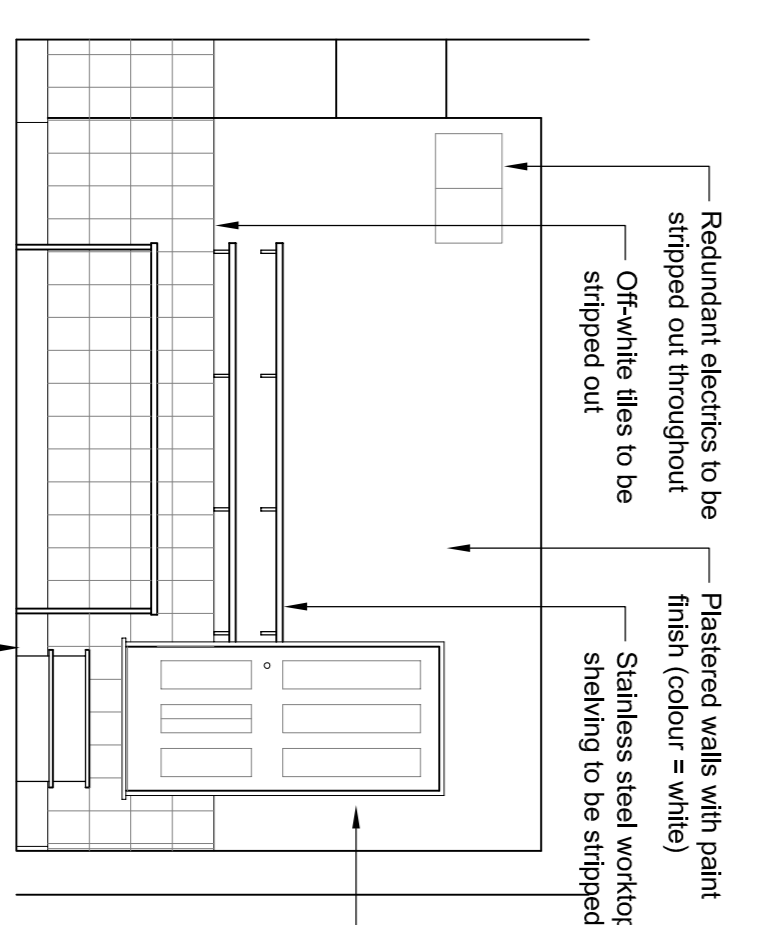 Redundant electrics to be
stripped out throughout
Off-white tiles to be
stripped out
Plastered walls with paint
finish (colour = white)
Stainless steel worktop
shelving to be stripped